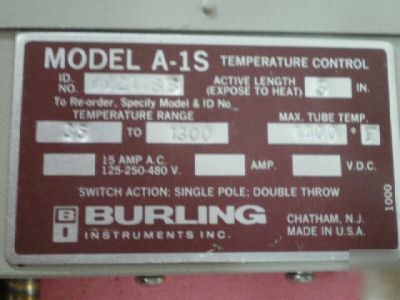 MODEL A-1S TEMPERATURE CONTROL
ID. NO. ACTIVE LENGTH (EXPOSE TO HEAT) IN.
To Re-order, Specify Model & ID No.
TEMPERATURE RANGE MAX. TUBE TEMP.
TO 1300 ° F
15 AMP A.C. 125-250-480 V. AMP. V.D.C.
SWITCH ACTION; SINGLE POLE; DOUBLE THROW
BI BURLING INSTRUMENTS INC.
CHATHAM, N.J.
MADE IN U.S.A.
1000